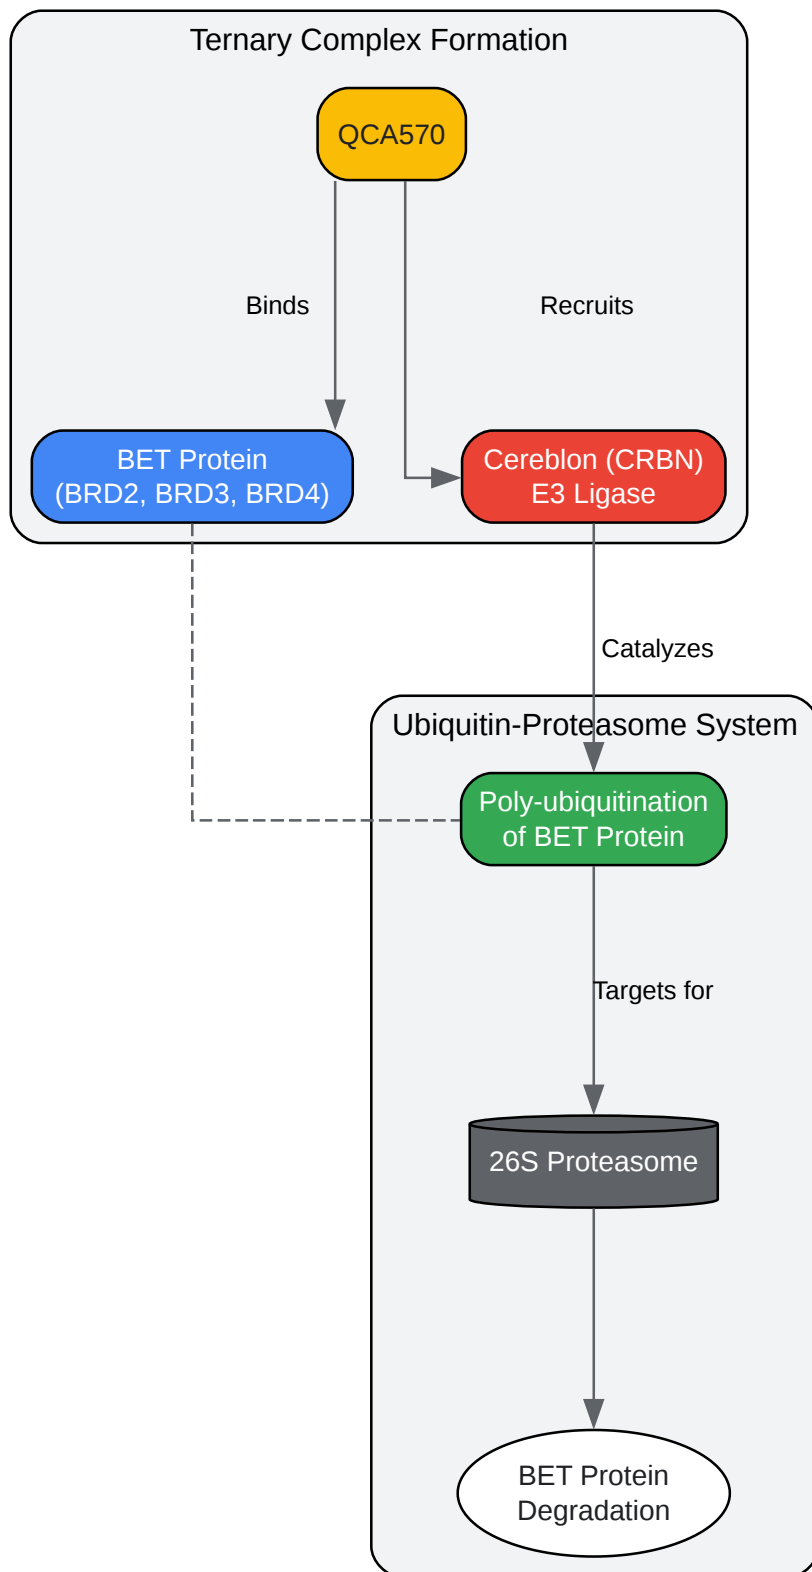 Ternary Complex Formation
QCA570
Binds
Recruits
BET Protein
(BRD2, BRD3, BRD4)
Cereblon (CRBN)
E3 Ligase
Catalyzes
Ubiquitin-Proteasome System
Poly-ubiquitination
of BET Protein
Targets for
26S Proteasome
BET Protein
Degradation